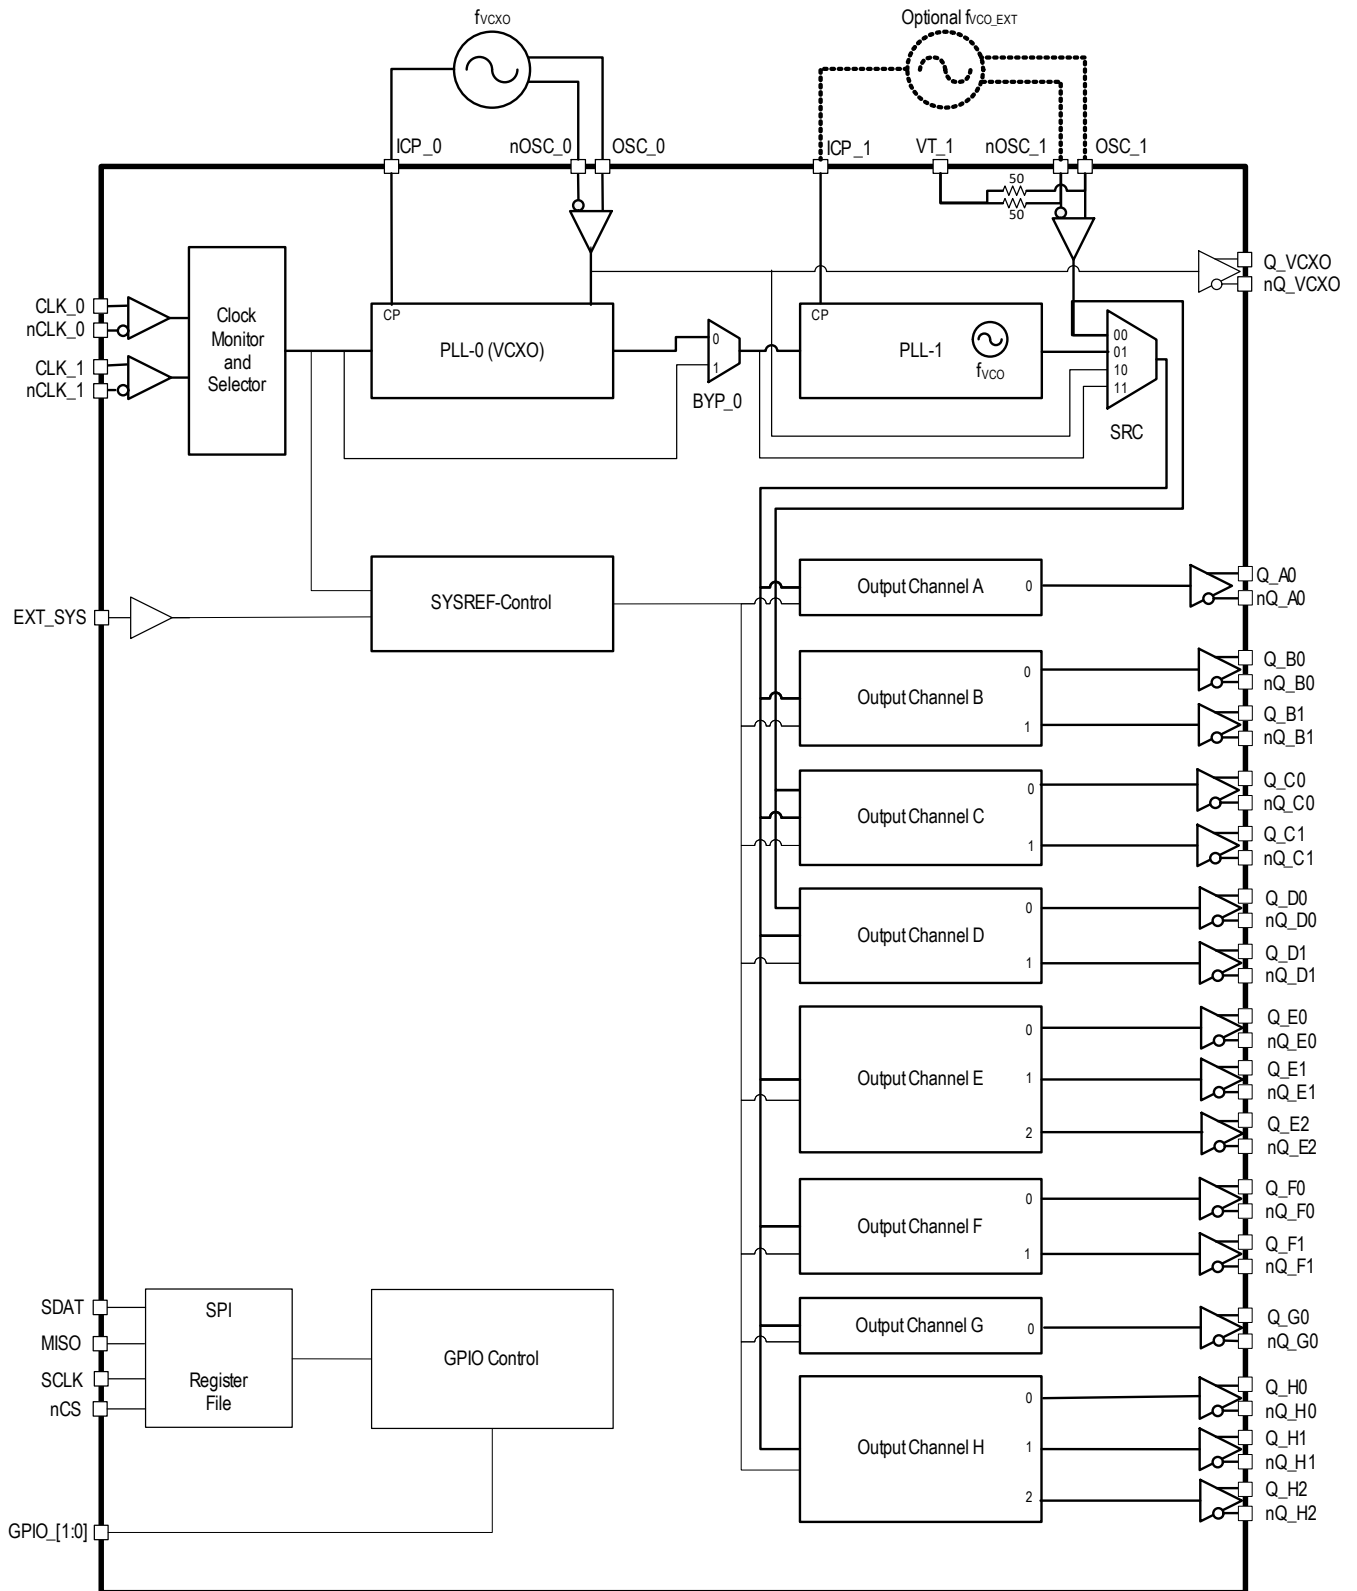 fVCXO
Optional fVCO_EXT
ICP_0
nOSC_0
OSC_0
ICP_1
VT_1
nOSC_1
OSC_1
50
50
Q_VCXO
nQ_VCXO
CLK_0
nCLK_0
CLK_1
nCLK_1
Clock
Monitor
and
Selector
CP
PLL-0 (VCXO)
0
1
BYP_0
CP
PLL-1
fVCO
00
01
10
11
SRC
EXT_SYS
SYSREF-Control
Output Channel A
0
Q_A0
nQ_A0
Output Channel B
0
1
Q_B0
nQ_B0
Q_B1
nQ_B1
Output Channel C
0
1
Q_C0
nQ_C0
Q_C1
nQ_C1
Output Channel D
0
1
Q_D0
nQ_D0
Q_D1
nQ_D1
Output Channel E
0
1
2
Q_E0
nQ_E0
Q_E1
nQ_E1
Q_E2
nQ_E2
Output Channel F
0
1
Q_F0
nQ_F0
Q_F1
nQ_F1
Output Channel G
0
Q_G0
nQ_G0
Output Channel H
0
1
2
Q_H0
nQ_H0
Q_H1
nQ_H1
Q_H2
nQ_H2
SDAT
MISO
SCLK
nCS
SPI
Register
File
GPIO Control
GPIO_[1:0]